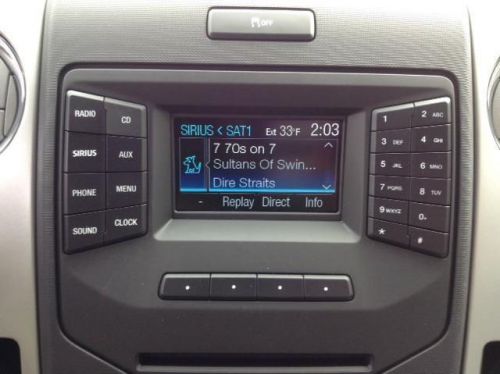 OFF
RADIO
CD
SIRIUS
AUX
PHONE
MENU
SOUND
CLOCK
SIRIUS < SAT1 Ext 33°F 2:03
7 70s on 7
Sultans Of Swin...
Dire Straits
- Replay Direct Info
1
2 ABC
3 DEF
4 GHI
5 JKL
6 MNO
7 PQRS
8 TUV
9 WXYZ
0
*
#